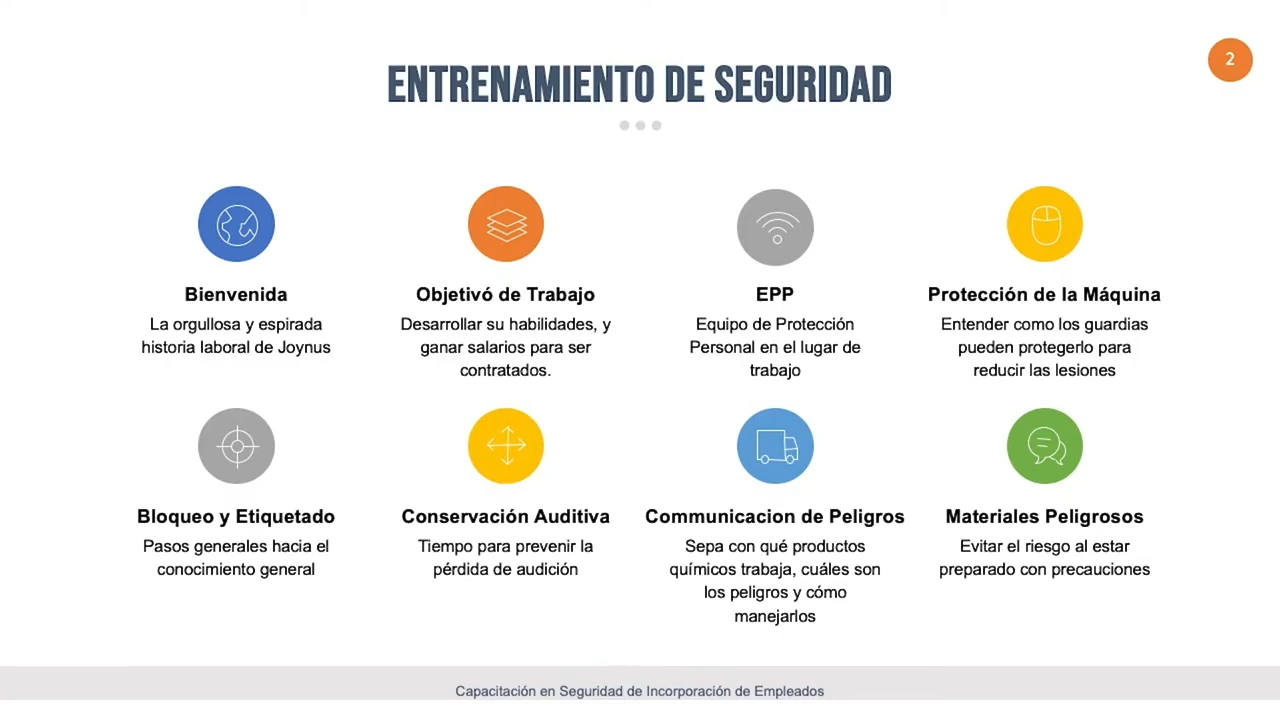 2
ENTRENAMIENTO DE SEGURIDAD
Bienvenida
La orgullosa y espirada
historia laboral de Joynus
Objetivó de Trabajo
Desarrollar su habilidades, y
ganar salarios para ser
contratados.
EPP
Equipo de Protección
Personal en el lugar de
trabajo
Protección de la Máquina
Entender como los guardias
pueden protegerlo para
reducir las lesiones
Bloqueo y Etiquetado
Pasos generales hacia el
conocimiento general
Conservación Auditiva
Tiempo para prevenir la
pérdida de audición
Communicacion de Peligros
Sepa con qué productos
químicos trabaja, cuáles son
los peligros y cómo
manejarlos
Materiales Peligrosos
Evitar el riesgo al estar
preparado con precauciones
Capacitación en Seguridad de Incorporación de Empleados